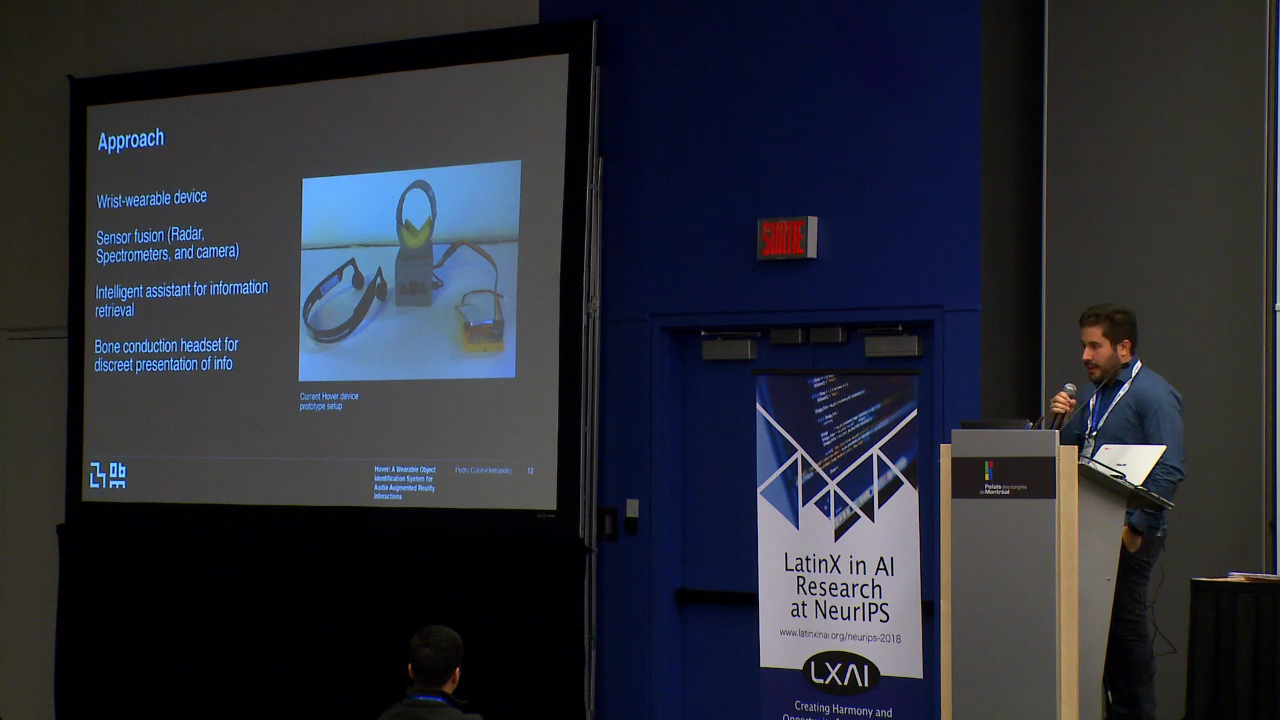 Approach
Wrist-wearable device
Sensor fusion (Radar,
Spectrometers, and camera)
Intelligent assistant for information
retrieval
Bone conduction headset for
discreet presentation of info
Current Hover device
prototype setup
Hover: A Wearable Object
Identification System for
Audio Augmented Reality
Interactions
12
SORTIE
Palais des congrès
de Montréal
LatinX in AI
Research
at NeurIPS
www.latinxinai.org/neurips-2018
LXAI
Creating Harmony and